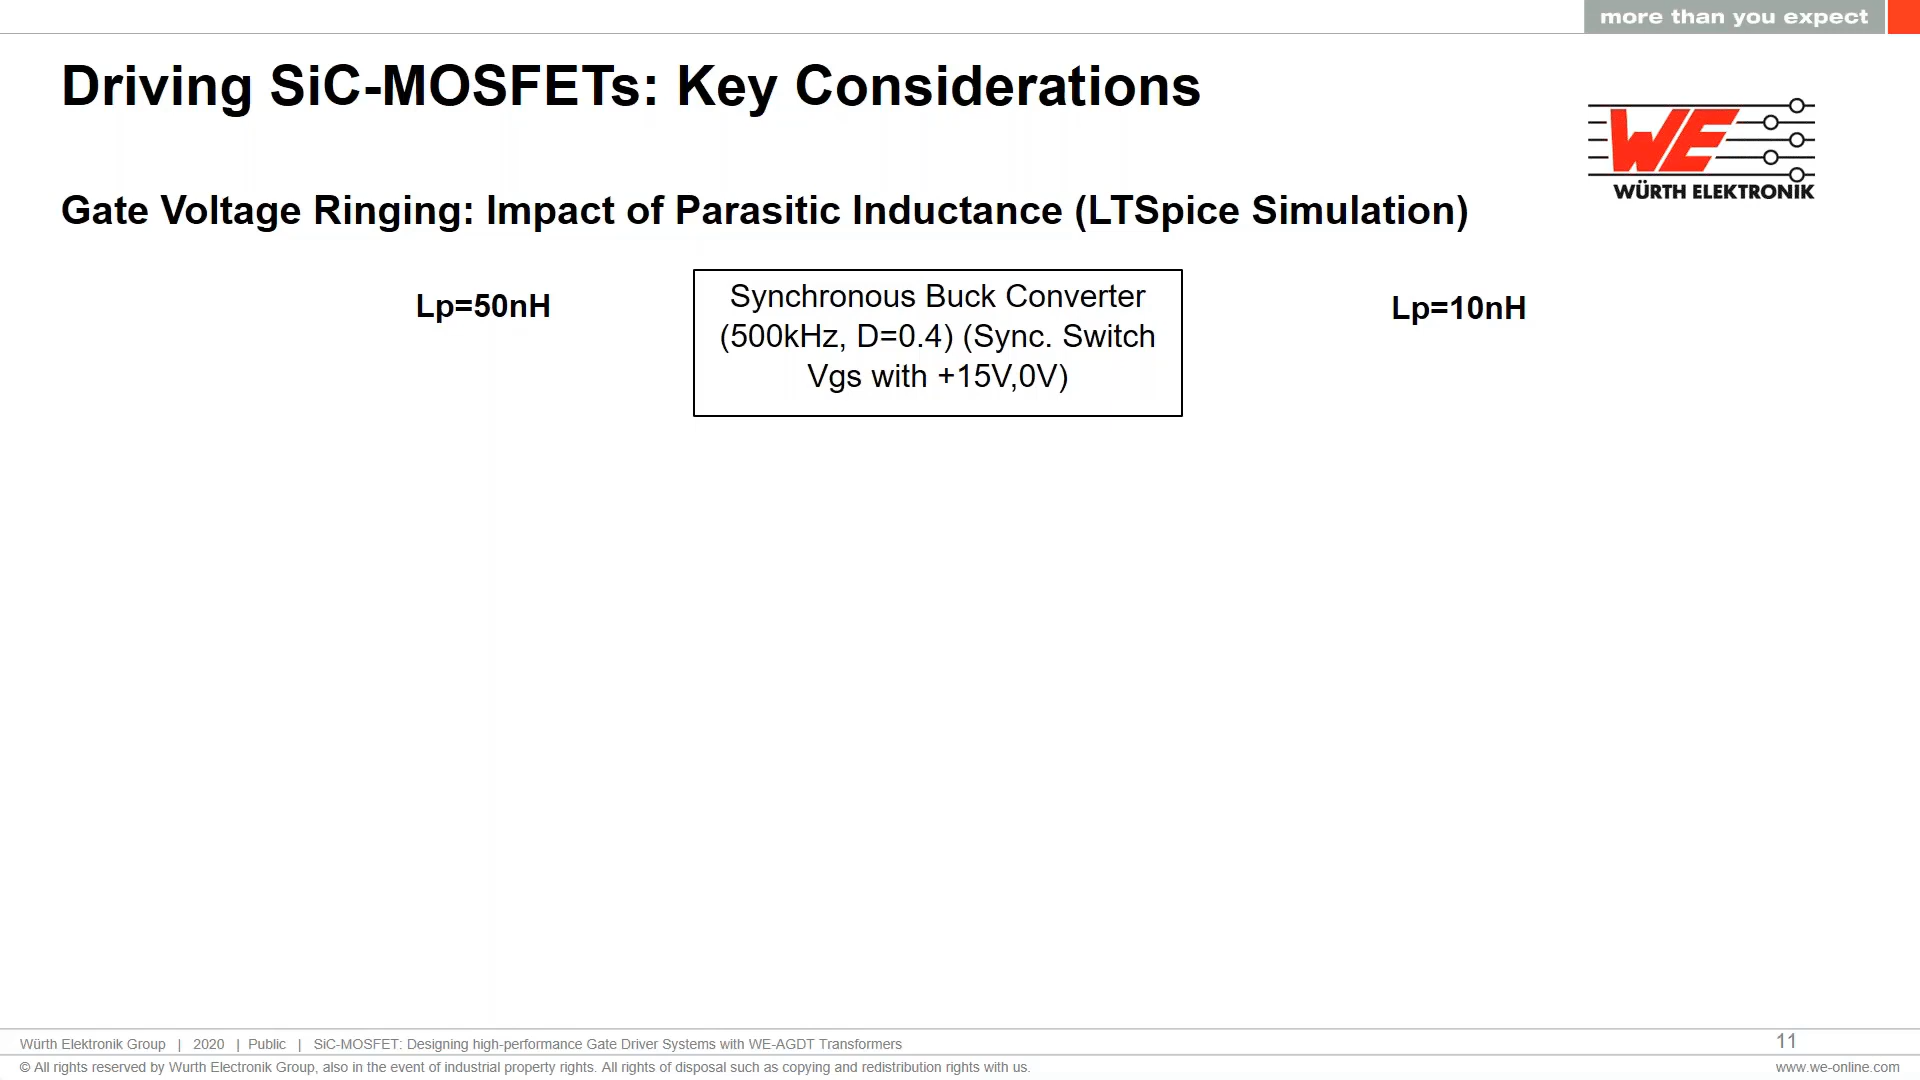 more than you expect
Driving SiC-MOSFETs: Key Considerations
WE
WÜRTH ELEKTRONIK
Gate Voltage Ringing: Impact of Parasitic Inductance (LTSpice Simulation)
Lp=50nH
Synchronous Buck Converter
(500kHz, D=0.4) (Sync. Switch
Vgs with +15V,0V)
Lp=10nH
Würth Elektronik Group | 2020 | Public | SiC-MOSFET: Designing high-performance Gate Driver Systems with WE-AGDT Transformers
11
© All rights reserved by Wurth Electronik Group, also in the event of industrial property rights. All rights of disposal such as copying and redistribution rights with us.
www.we-online.com